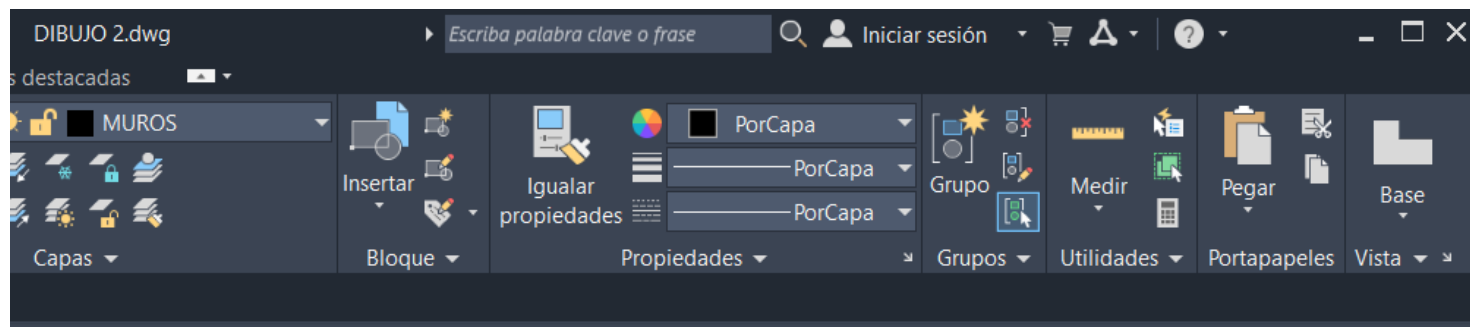 DIBUJO 2.dwg Escriba palabra clave o frase Iniciar sesión
s destacadas
MUROS PorCapa
Insertar Igualar propiedades PorCapa Grupo Medir Pegar Base
PorCapa
Capas Bloque Propiedades Grupos Utilidades Portapapeles Vista